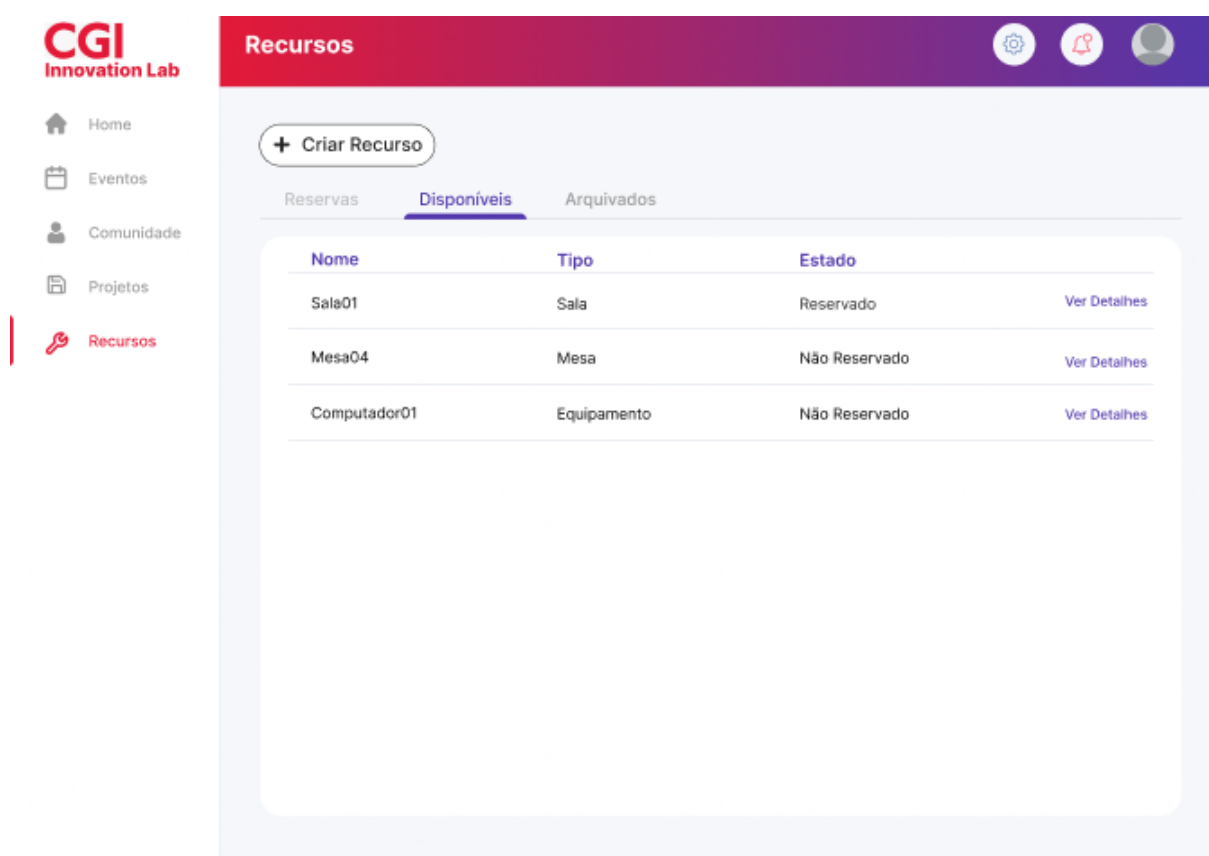 CGI
Innovation Lab
Recursos
Home
Eventos
Comunidade
Projetos
Recursos
+ Criar Recurso
Reservas Disponíveis Arquivados
Nome Tipo Estado
Sala01 Sala Reservado Ver Detalhes
Mesa04 Mesa Não Reservado Ver Detalhes
Computador01 Equipamento Não Reservado Ver Detalhes